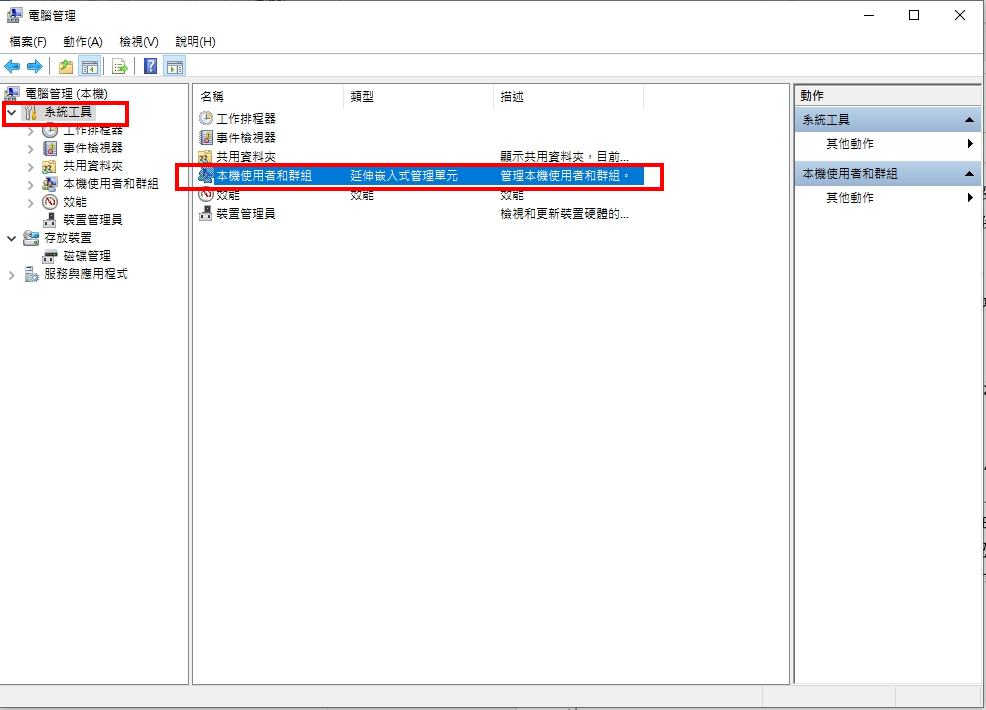 電腦管理
檔案(F) 動作(A) 檢視(V) 說明(H)
電腦管理 (本機)
系統工具
工作排程器
事件檢視器
共用資料夾
本機使用者和群組
效能
裝置管理員
存放裝置
磁碟管理
服務與應用程式
名稱 類型 描述
工作排程器
事件檢視器
共用資料夾 顯示共用資料夾，目前...
本機使用者和群組 延伸嵌入式管理單元 管理本機使用者和群組。
效能 效能 效能
裝置管理員 檢視和更新裝置硬體的...
動作
系統工具
其他動作
本機使用者和群組
其他動作